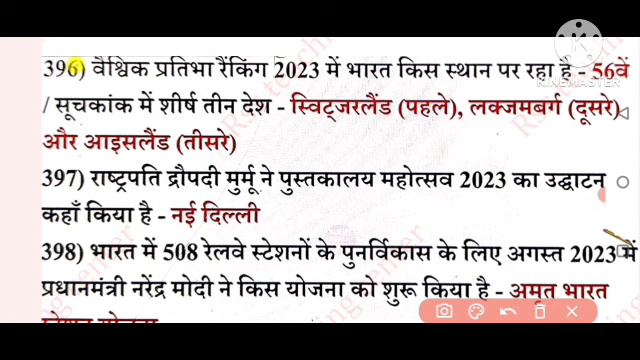 KINEMASTER
396) वैश्विक प्रतिभा रैंकिंग 2023 में भारत किस स्थान पर रहा है - 56वें
/ सूचकांक में शीर्ष तीन देश - स्विट्जरलैंड (पहले), लक्जमबर्ग (दूसरे)
और आइसलैंड (तीसरे)
397) राष्ट्रपति द्रौपदी मुर्मू ने पुस्तकालय महोत्सव 2023 का उद्घाटन
कहाँ किया है - नई दिल्ली
398) भारत में 508 रेलवे स्टेशनों के पुनर्विकास के लिए अगस्त 2023 में
प्रधानमंत्री नरेंद्र मोदी ने किस योजना को शुरू किया है - अमृत भारत